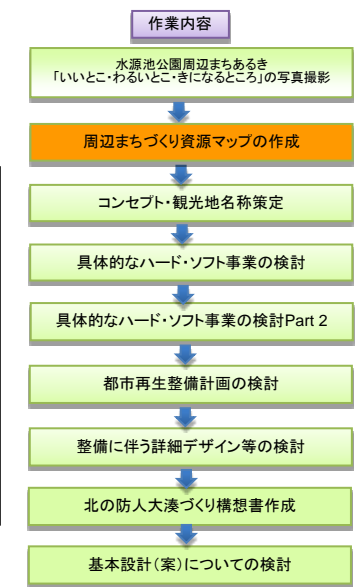 作業内容
水源池公園周辺まちあるき
「いいとこ・わるいとこ・きになるところ」の写真撮影
周辺まちづくり資源マップの作成
コンセプト・観光地名称策定
具体的なハード・ソフト事業の検討
具体的なハード・ソフト事業の検討Part 2
都市再生整備計画の検討
整備に伴う詳細デザイン等の検討
北の防人大湊づくり構想書作成
基本設計(案)についての検討